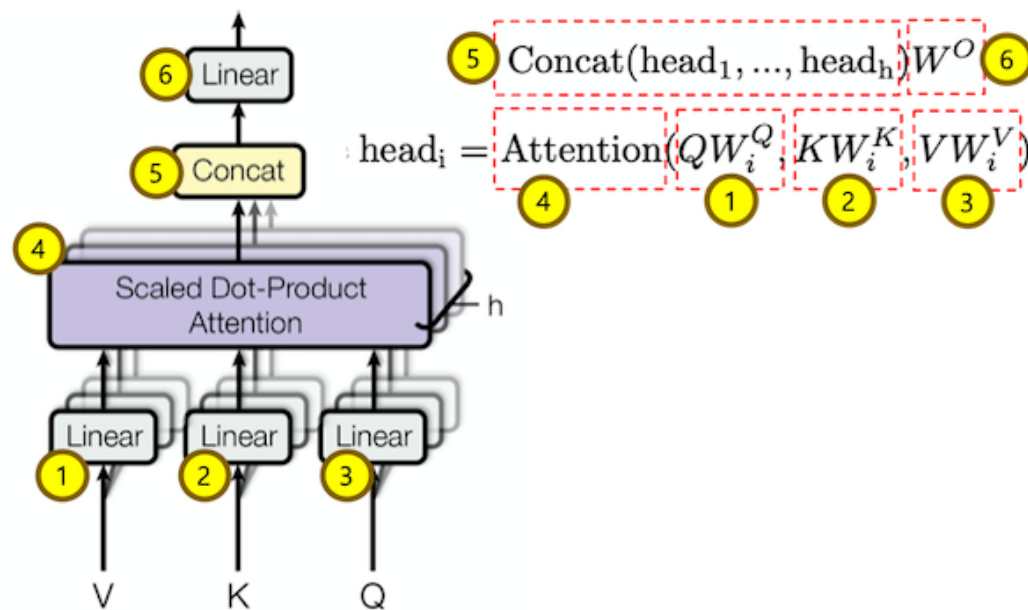 6 Linear
5 Concat
4
Scaled Dot-Product
Attention
h
Linear Linear Linear
1 2 3
V K Q
5 Concat(head₁, ..., head_h)W^O 6
head_i = Attention(QW_i^Q, KW_i^K, VW_i^V)
4 1 2 3